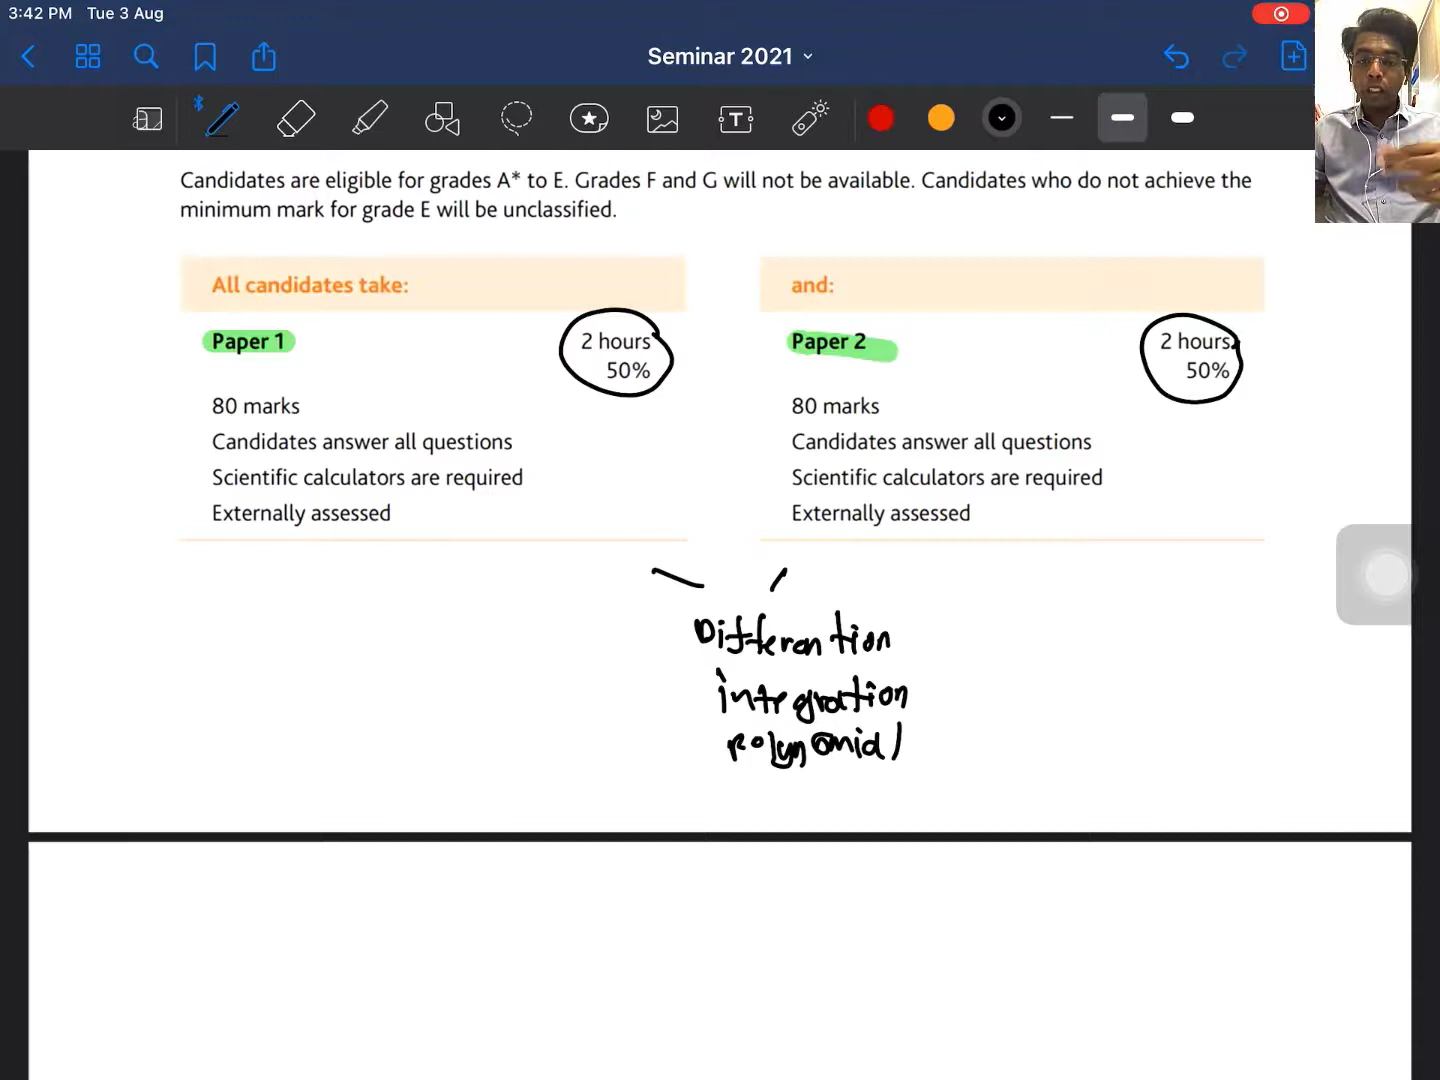 3:42 PM Tue 3 Aug
Seminar 2021
T
Candidates are eligible for grades A* to E. Grades F and G will not be available. Candidates who do not achieve the
minimum mark for grade E will be unclassified.
All candidates take:
Paper 1
2 hours
50%
80 marks
Candidates answer all questions
Scientific calculators are required
Externally assessed
and:
Paper 2
2 hours
50%
80 marks
Candidates answer all questions
Scientific calculators are required
Externally assessed
Differention
integration
polynomial